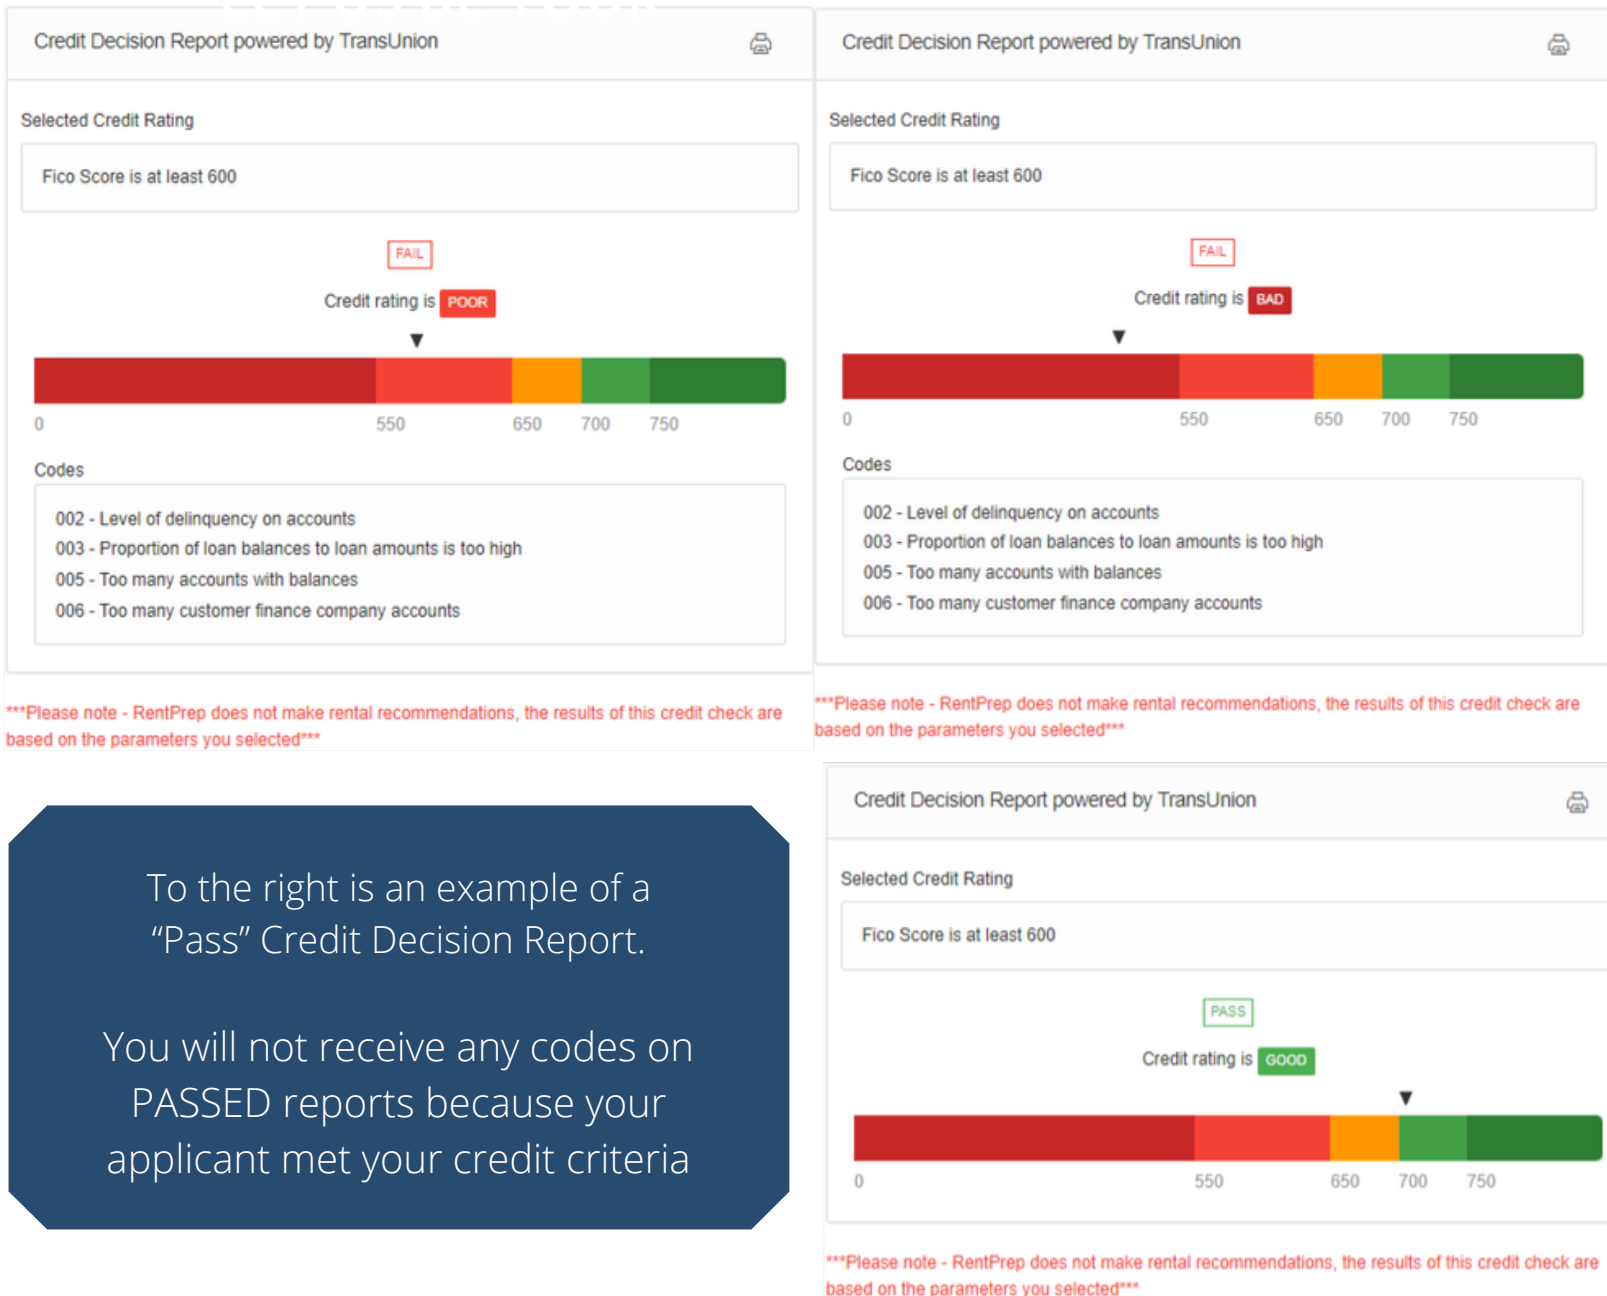 LET US BE YOUR
Credit Decision Report powered by TransUnion
Selected Credit Rating
Fico Score is at least 600
FAIL
Credit rating is POOR
0 550 650 700 750
Codes
002 - Level of delinquency on accounts
003 - Proportion of loan balances to loan amounts is too high
005 - Too many accounts with balances
006 - Too many customer finance company accounts
***Please note - RentPrep does not make rental recommendations, the results of this credit check are
based on the parameters you selected***
Credit Decision Report powered by TransUnion
Selected Credit Rating
Fico Score is at least 600
FAIL
Credit rating is BAD
0 550 650 700 750
Codes
002 - Level of delinquency on accounts
003 - Proportion of loan balances to loan amounts is too high
005 - Too many accounts with balances
006 - Too many customer finance company accounts
***Please note - RentPrep does not make rental recommendations, the results of this credit check are
based on the parameters you selected***
To the right is an example of a
“Pass” Credit Decision Report.
You will not receive any codes on
PASSED reports because your
applicant met your credit criteria
Credit Decision Report powered by TransUnion
Selected Credit Rating
Fico Score is at least 600
PASS
Credit rating is GOOD
0 550 650 700 750
***Please note - RentPrep does not make rental recommendations, the results of this credit check are
based on the parameters you selected***